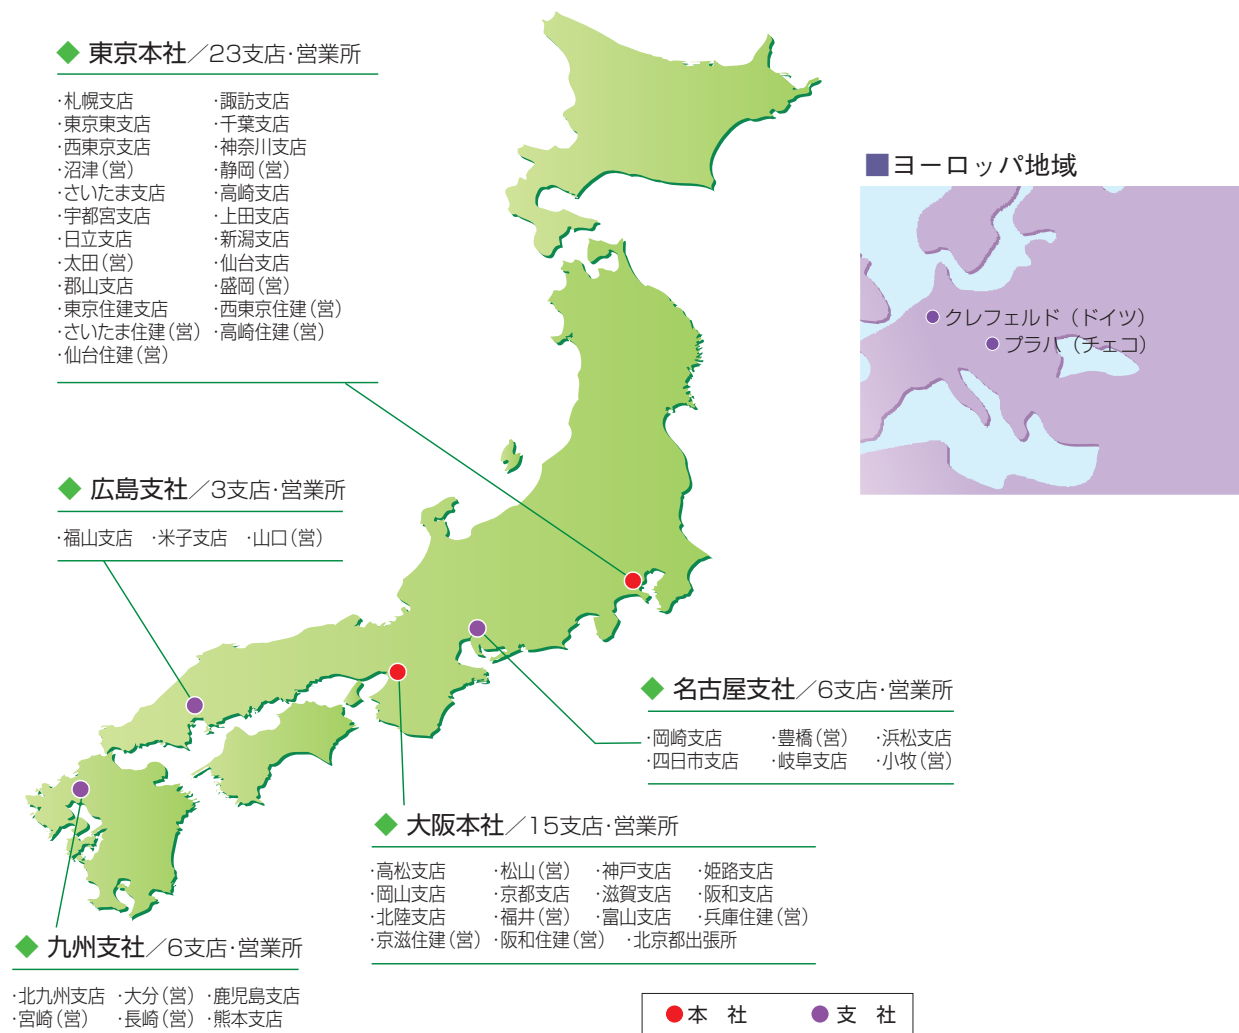 ◆ 東京本社／23支店・営業所
・札幌支店 ・諏訪支店
・東京東支店 ・千葉支店
・西東京支店 ・神奈川支店
・沼津(営) ・静岡(営)
・さいたま支店 ・高崎支店
・宇都宮支店 ・上田支店
・日立支店 ・新潟支店
・太田(営) ・仙台支店
・郡山支店 ・盛岡(営)
・東京住建支店 ・西東京住建(営)
・さいたま住建(営) ・高崎住建(営)
・仙台住建(営)
■ヨーロッパ地域
クレフェルド（ドイツ）
プラハ（チェコ）
◆ 広島支社／3支店・営業所
・福山支店 ・米子支店 ・山口(営)
◆ 名古屋支社／6支店・営業所
・岡崎支店 ・豊橋(営) ・浜松支店
・四日市支店 ・岐阜支店 ・小牧(営)
◆ 大阪本社／15支店・営業所
・高松支店 ・松山(営) ・神戸支店 ・姫路支店
・岡山支店 ・京都支店 ・滋賀支店 ・阪和支店
・北陸支店 ・福井(営) ・富山支店 ・兵庫住建(営)
・京滋住建(営) ・阪和住建(営) ・北京都出張所
◆ 九州支社／6支店・営業所
・北九州支店 ・大分(営) ・鹿児島支店
・宮崎(営) ・長崎(営) ・熊本支店
●本 社 ●支 社